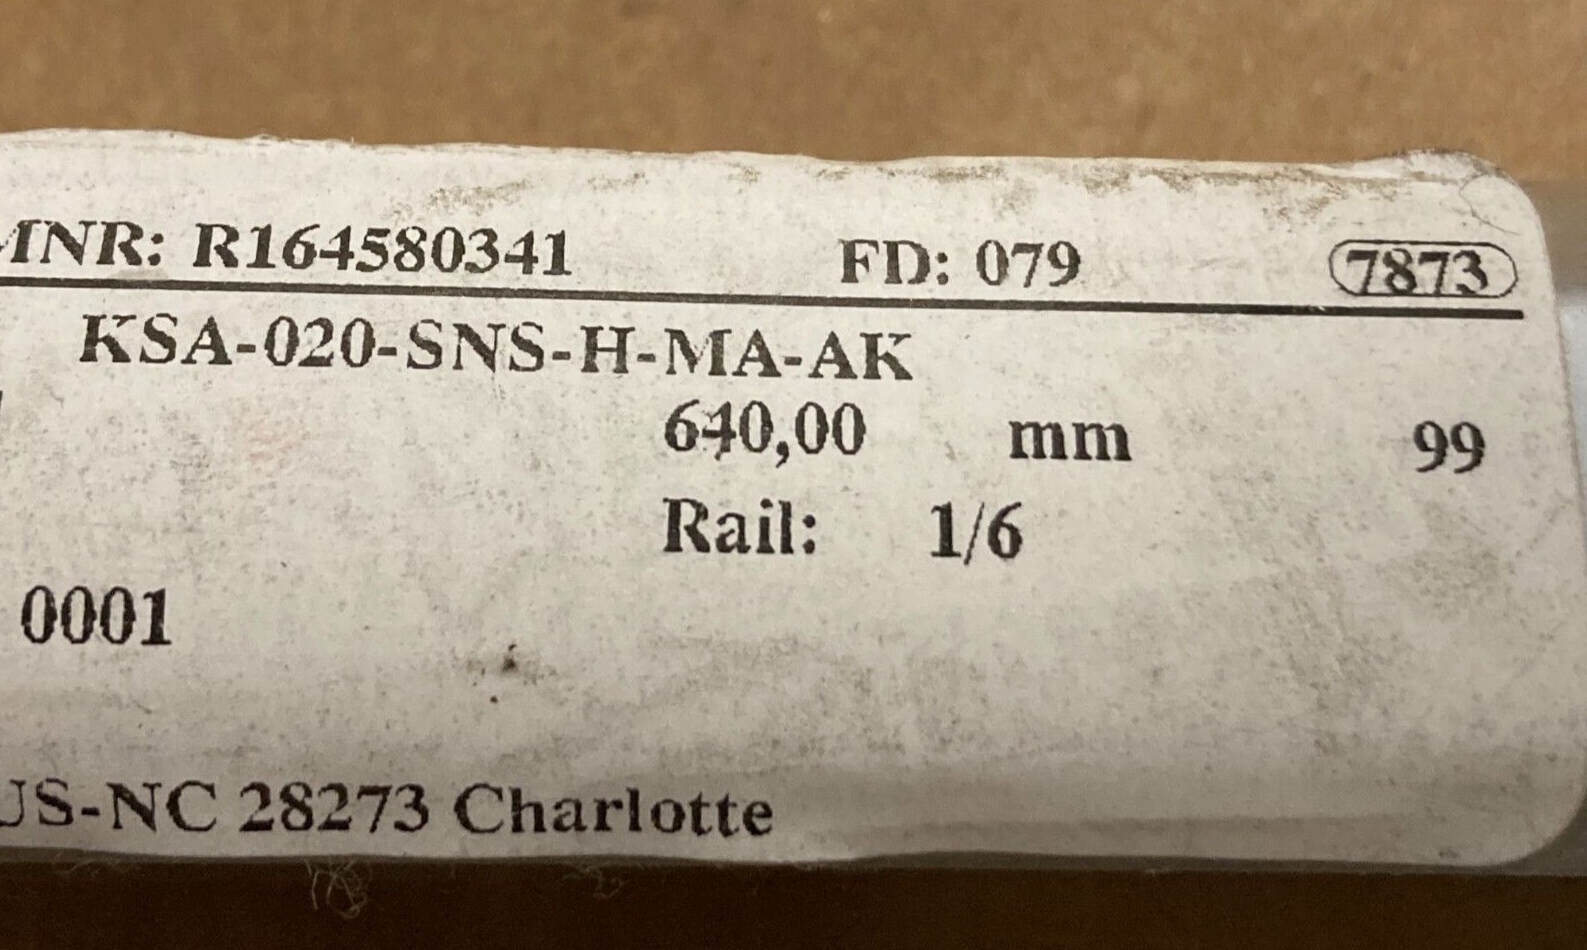 MNR: R164580341 FD: 079 7873
KSA-020-SNS-H-MA-AK
640,00 mm 99
Rail: 1/6
0001
US-NC 28273 Charlotte